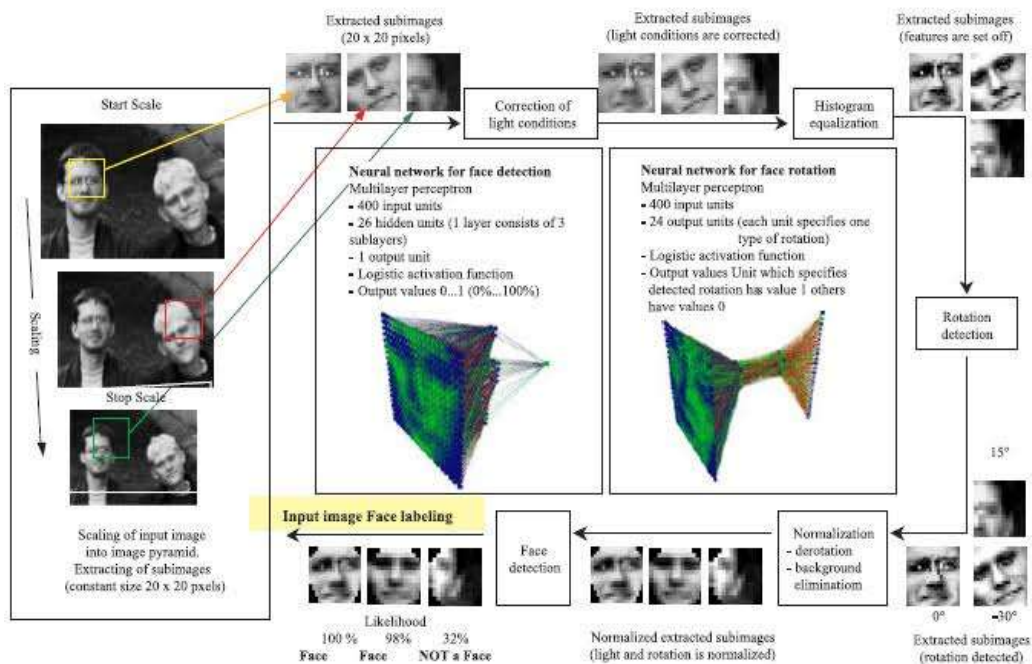 Extracted subimages
(20 x 20 pixels)
Extracted subimages
(light conditions are corrected)
Extracted subimages
(features are set off)
Start Scale
Correction of
light conditions
Histogram
equalization
Neural network for face detection
Multilayer perceptron
- 400 input units
- 26 hidden units (1 layer consists of 3
sublayers)
- 1 output unit
- Logistic activation function
- Output values 0...1 (0%...100%)
Neural network for face rotation
Multilayer perceptron
- 400 input units
- 24 output units (each unit specifies one
type of rotation)
- Logistic activation function
- Output values Unit which specifies
detected rotation has value 1 others
have values 0
Rotation
detection
Scaling
Stop Scale
15°
Scaling of input image
into image pyramid.
Extracting of subimages
(constant size 20 x 20 pixels)
Input image Face labeling
Face
detection
Normalization
- derotation
- background
eliminatiom
0°
-30°
Likelihood
100 % 98% 32%
Face Face NOT a Face
Normalized extracted subimages
(light and rotation is normalized)
Extracted subimages
(rotation detected)